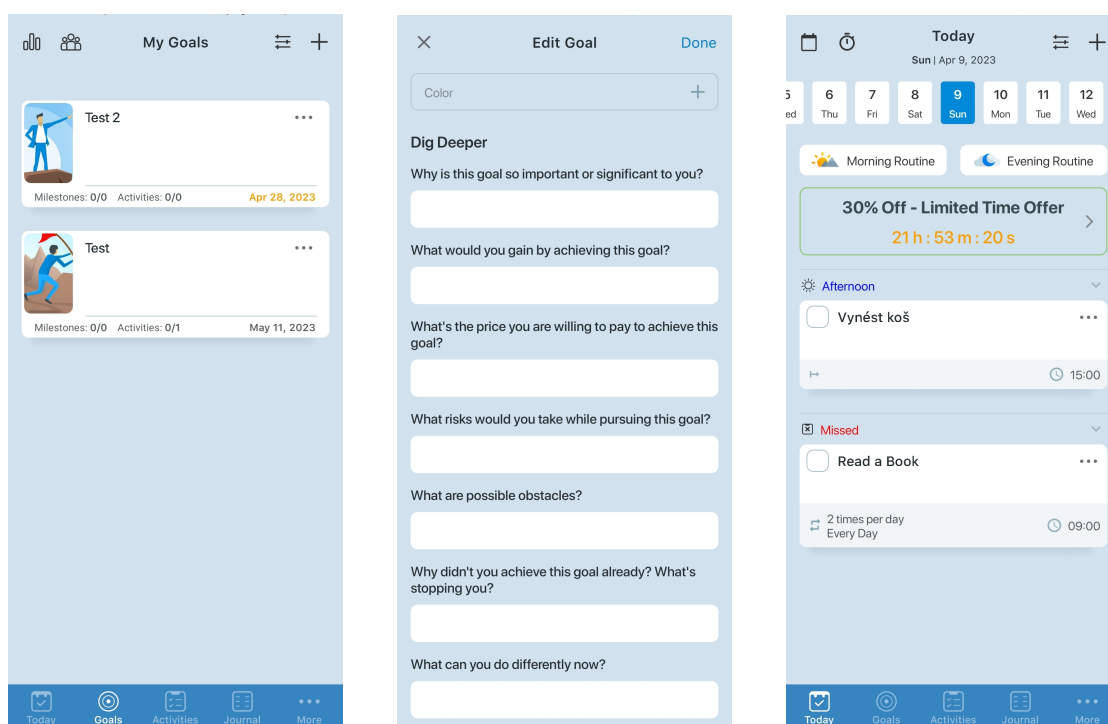 My Goals
Test 2
Milestones: 0/0 Activities: 0/0 Apr 28, 2023
Test
Milestones: 0/0 Activities: 0/1 May 11, 2023
Today Goals Activities Journal More
Edit Goal Done
Color
Dig Deeper
Why is this goal so important or significant to you?
What would you gain by achieving this goal?
What's the price you are willing to pay to achieve this
goal?
What risks would you take while pursuing this goal?
What are possible obstacles?
Why didn't you achieve this goal already? What's
stopping you?
What can you do differently now?
Today
Sun | Apr 9, 2023
5 6 7 8 9 10 11 12
ed Thu Fri Sat Sun Mon Tue Wed
Morning Routine Evening Routine
30% Off - Limited Time Offer
21 h : 53 m : 20 s
Afternoon
Vynést koš
15:00
Missed
Read a Book
2 times per day
Every Day
09:00
Today Goals Activities Journal More